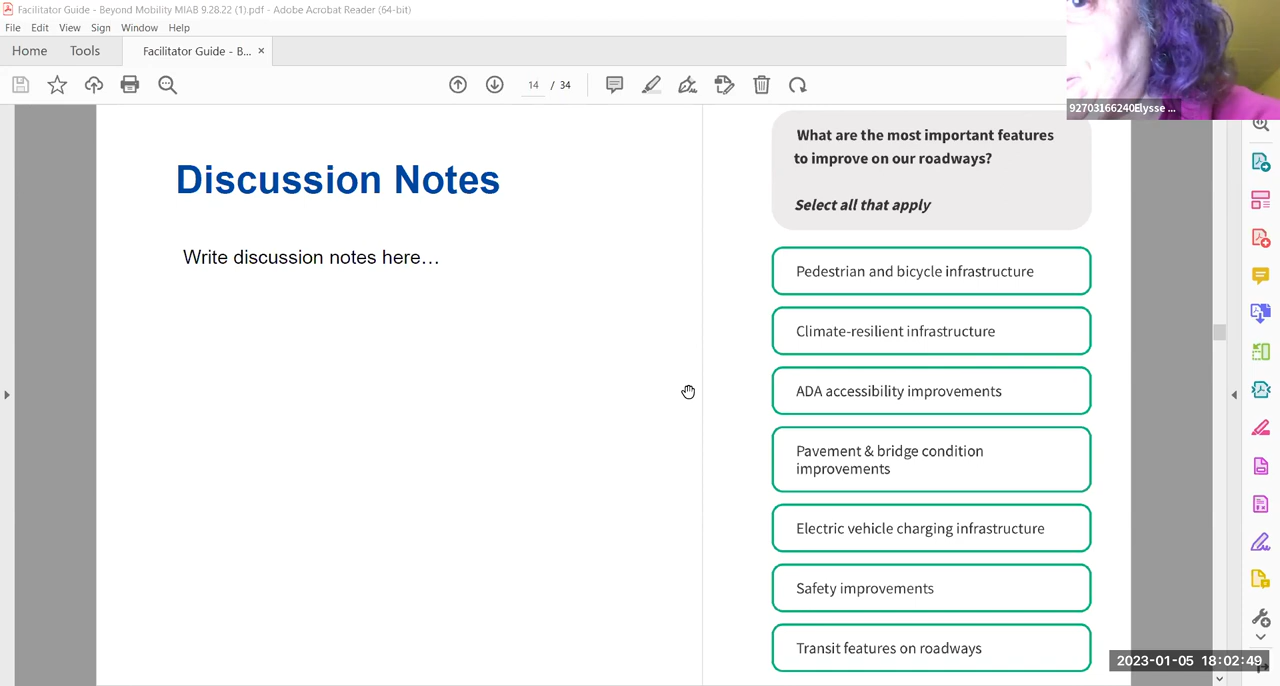 Facilitator Guide - Beyond Mobility MIAB 9.28.22 (1).pdf - Adobe Acrobat Reader (64-bit)
File Edit View Sign Window Help
Home Tools Facilitator Guide - B... ×
14 / 34
92703166240Elysse ...
Discussion Notes
Write discussion notes here…
What are the most important features
to improve on our roadways?
Select all that apply
Pedestrian and bicycle infrastructure
Climate-resilient infrastructure
ADA accessibility improvements
Pavement & bridge condition
improvements
Electric vehicle charging infrastructure
Safety improvements
Transit features on roadways
2023-01-05 18:02:49